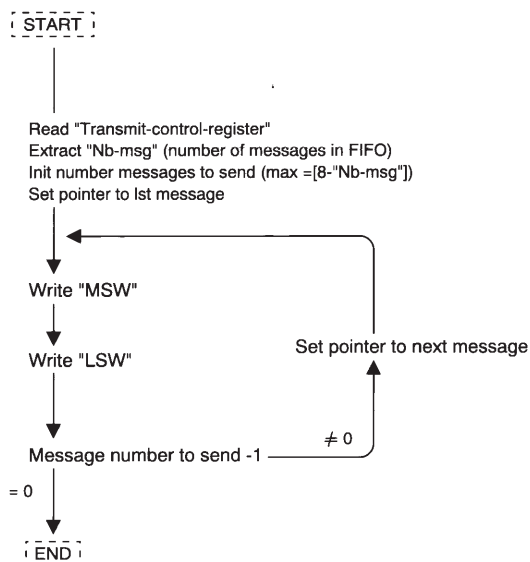 START
Read "Transmit-control-register"
Extract "Nb-msg" (number of messages in FIFO)
Init number messages to send (max =[8-"Nb-msg"])
Set pointer to lst message
Write "MSW"
Set pointer to next message
Write "LSW"
≠ 0
Message number to send -1
= 0
END